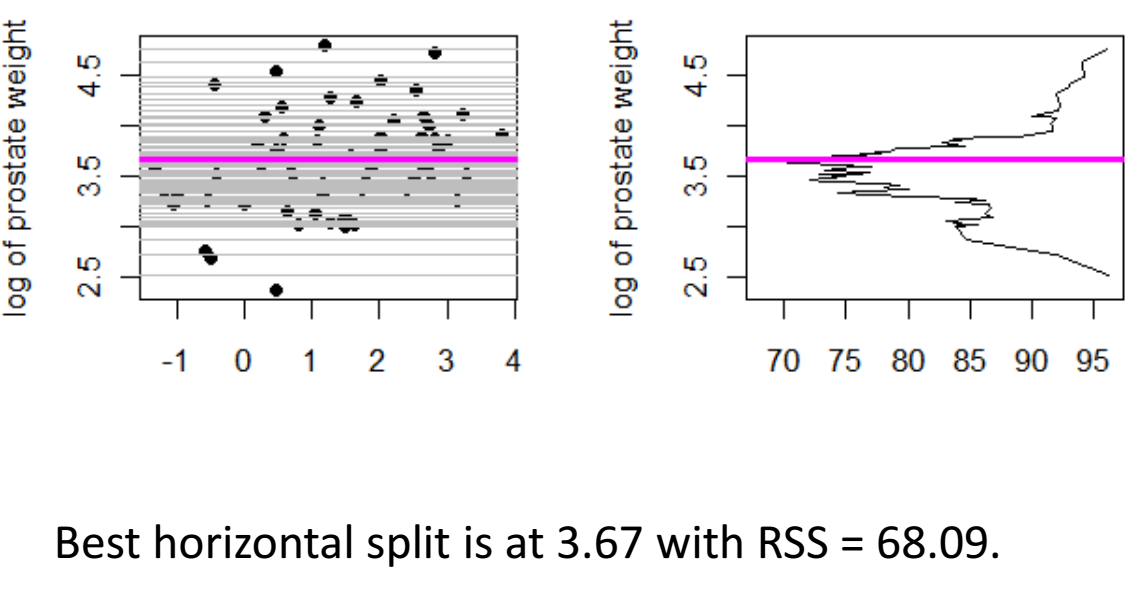 log of prostate weight
4.5
3.5
2.5
-1 0 1 2 3 4
log of prostate weight
4.5
3.5
2.5
70 75 80 85 90 95
Best horizontal split is at 3.67 with RSS = 68.09.